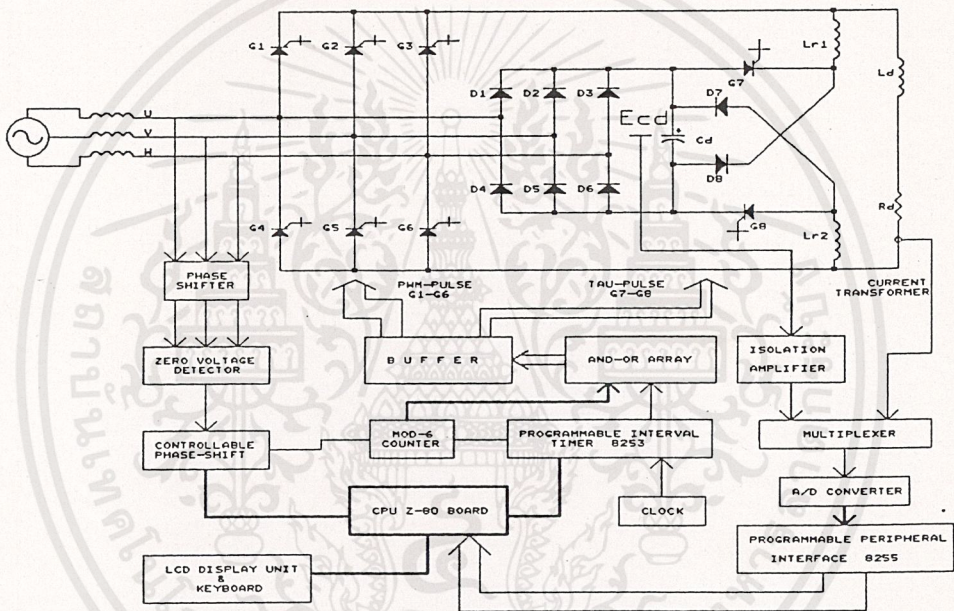 G1
G2
G3
Lr1
Ld
G7
D1
D2
D3
D7
U
V
W
Ecd
+
Cd
D8
D4
D5
D6
Rd
G4
G5
G6
G8
Lr2
PHASE
SHIFTER
PWM-PULSE
G1-G6
TAU-PULSE
G7-G8
CURRENT
TRANSFORMER
ZERO VOLTAGE
DETECTOR
BUFFER
AND-OR ARRAY
ISOLATION
AMPLIFIER
CONTROLLABLE
PHASE-SHIFT
MOD-6
COUNTER
PROGRAMMABLE INTERVAL
TIMER 8253
MULTIPLEXER
CPU Z-80 BOARD
CLOCK
A/D CONVERTER
LCD DISPLAY UNIT
&
KEYBOARD
PROGRAMMABLE PERIPHERAL
INTERFACE 8255